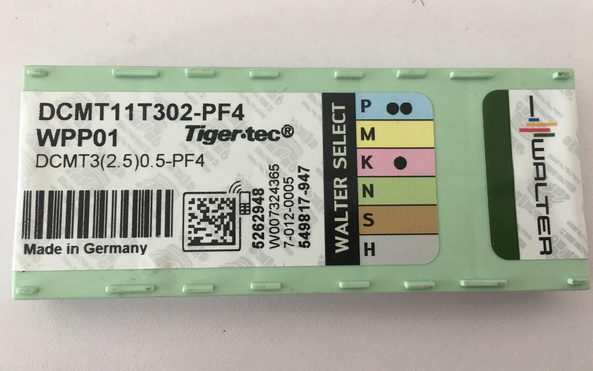 DCMT11T302-PF4
WPP01 Tiger·tec®
DCMT3(2.5)0.5-PF4
Made in Germany
5262948
W007324365
7-012-0005
549817-947
WALTER SELECT
P
M
K
N
S
H
WALTER